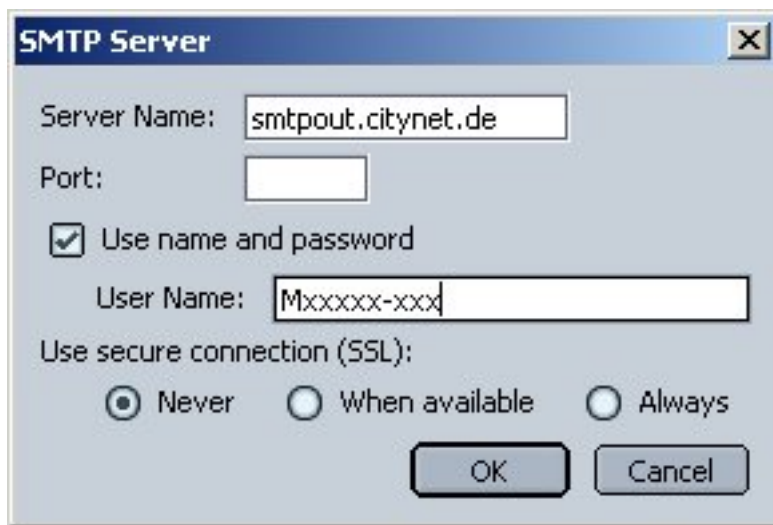 SMTP Server
Server Name: smtpout.citynet.de
Port:
Use name and password
User Name: Mxxxxx-xxx
Use secure connection (SSL):
Never When available Always
OK Cancel